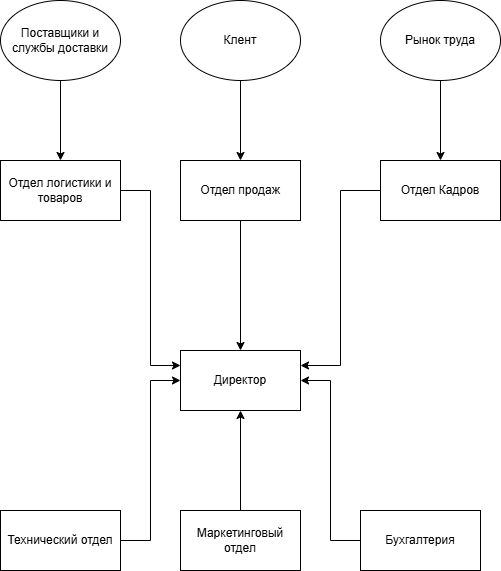 Поставщики и
службы доставки
Клент
Рынок труда
Отдел логистики и
товаров
Отдел продаж
Отдел Кадров
Директор
Технический отдел
Маркетинговый
отдел
Бухгалтерия